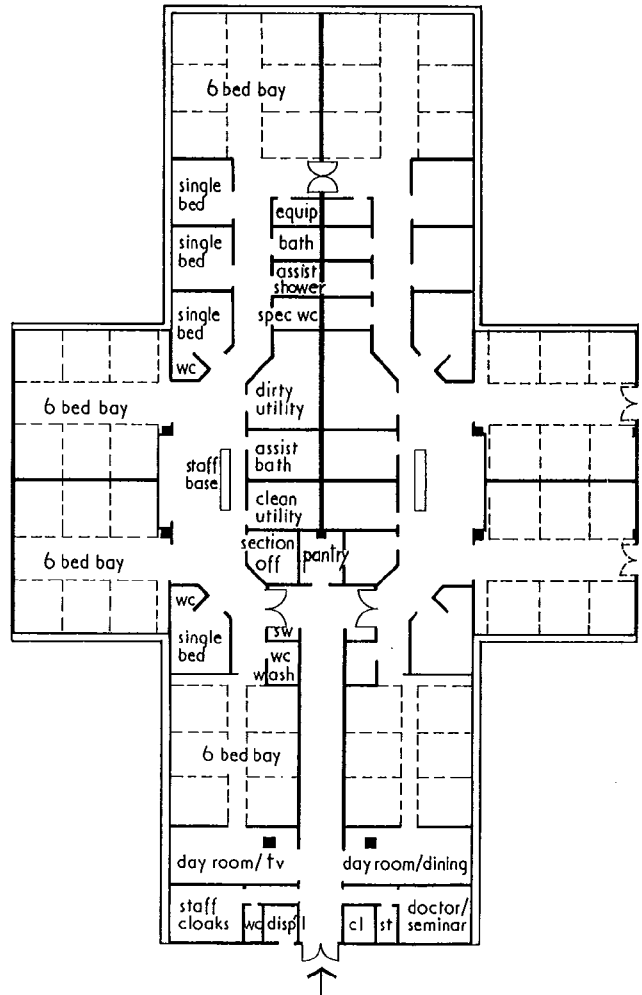 6 bed bay
single
bed
equip
bath
single
bed
assist
shower
single
bed
spec wc
wc
6 bed bay
dirty
utility
staff
base
assist
bath
clean
utility
6 bed bay
section
off
pantry
wc
single
bed
sw
wc
wash
6 bed bay
day room/tv
day room/dining
staff
cloaks
wc
disp'l
cl
st
doctor/
seminar